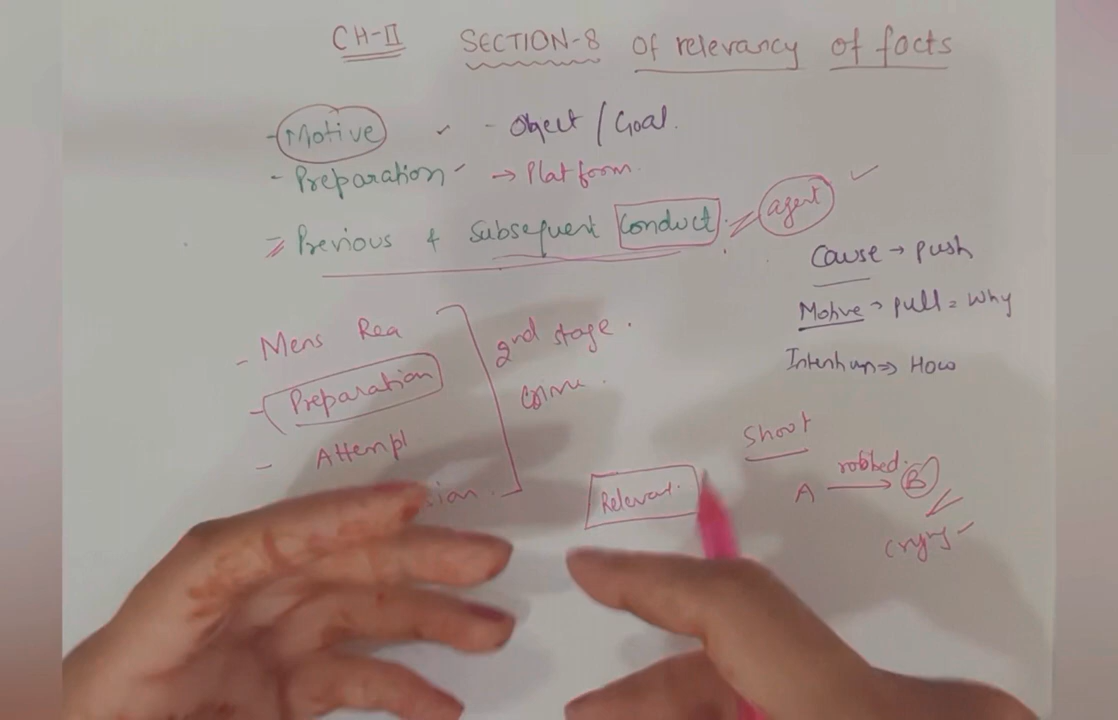 CH-II SECTION-8 Of relevancy of facts
- Motive ✓ - Object / Goal.
- Preparation → Platform.
= Previous & Subsequent Conduct. = agent ✓
Cause → push
Motive → pull = Why
Intention ⇒ How
- Mens Rea
2nd stage.
- Preparation
- Attempt
Shoot
Relevant.
A robbed. → B
crying